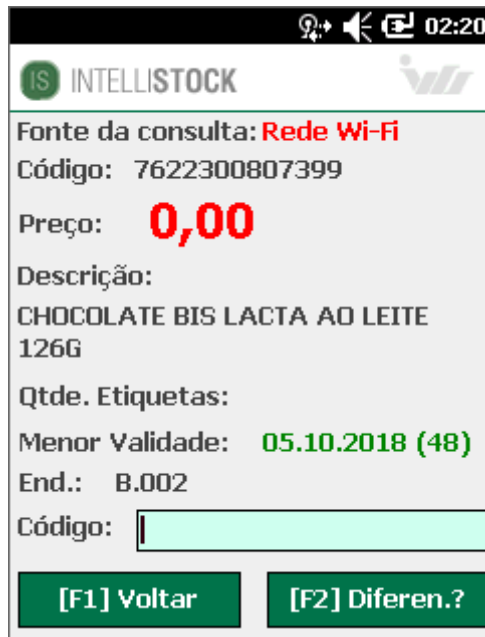 02:20
IS INTELLISTOCK
Fonte da consulta: Rede Wi-Fi
Código: 7622300807399
Preço: 0,00
Descrição:
CHOCOLATE BIS LACTA AO LEITE
126G
Qtde. Etiquetas:
Menor Validade: 05.10.2018 (48)
End.: B.002
Código:
[F1] Voltar [F2] Diferen.?